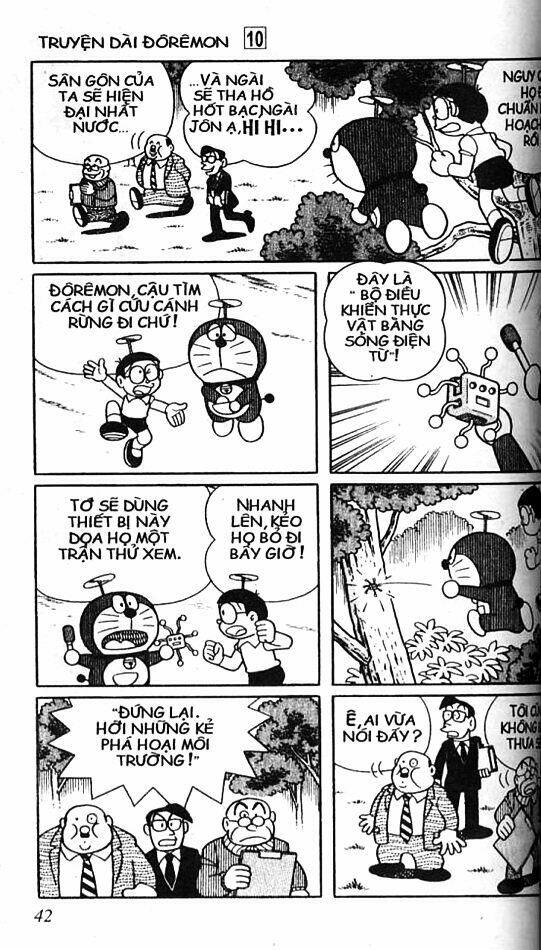 TRUYỆN DÀI ĐÔRÊMON 10
SÂN GÔN CỦA
TA SẼ HIỆN
ĐẠI NHẤT
NƯỚC...
...VÀ NGÀI
SẼ THA HỒ
HỐT BẠC, NGÀI
JÔN Ạ, HI HI...
NGUY
HỌ
CHUẨN
HOẠCH
RỒI
ĐÔRÊMON, CẬU TÌM
CÁCH GÌ CỨU CÁNH
RỪNG ĐI CHỨ!
ĐÂY LÀ
"BỘ ĐIỀU
KHIỂN THỰC
VẬT BẰNG
SÓNG ĐIỆN
TỪ"!
TỚ SẼ DÙNG
THIẾT BỊ NÀY
DỌA HỌ MỘT
TRẬN THỬ XEM.
NHANH
LÊN, KẺO
HỌ BỎ ĐI
BÂY GIỜ!
"ĐỨNG LẠI.
HỠI NHỮNG KẺ
PHÁ HOẠI MÔI
TRƯỜNG!"
Ê, AI VỪA
NÓI ĐẤY?
TÔI
KHÔNG
THƯA
42